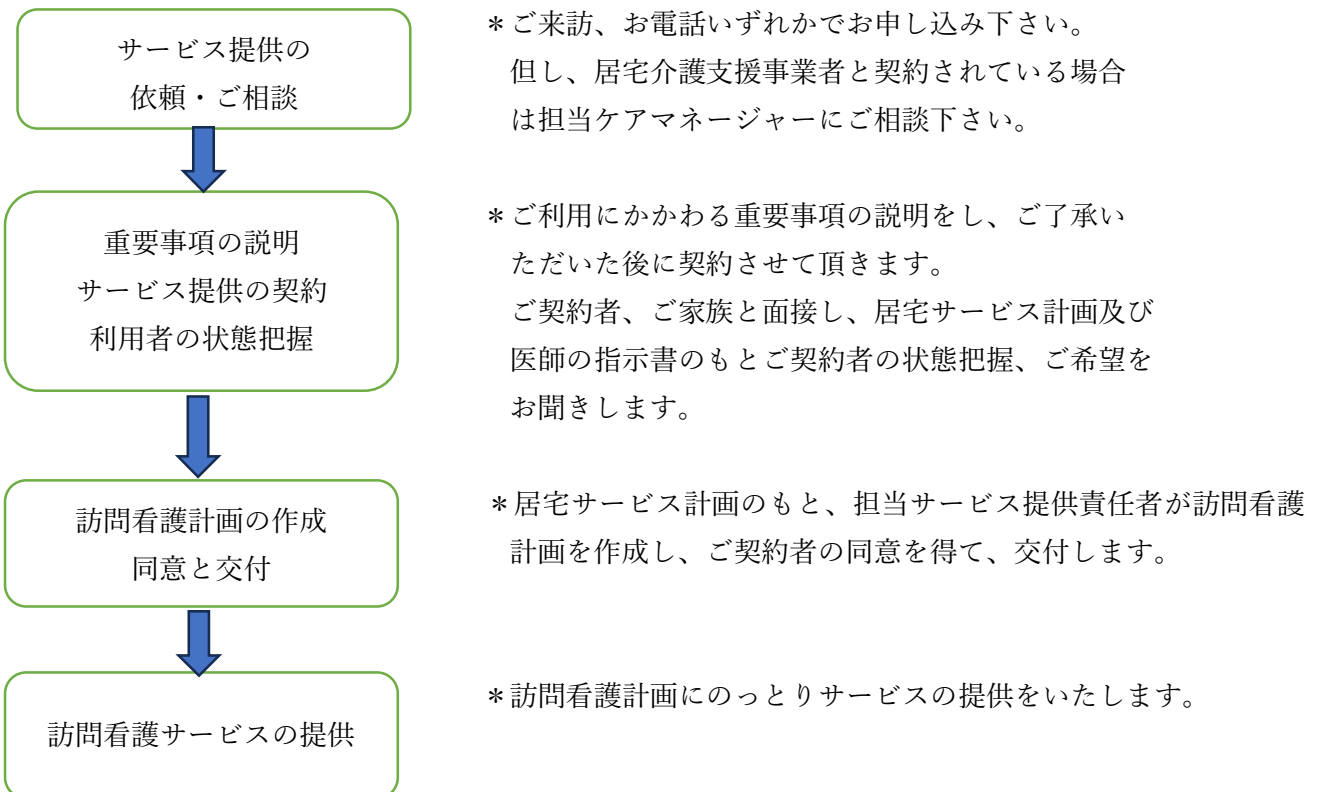 サービス提供の
依頼・ご相談
＊ご来訪、お電話いずれかでお申し込み下さい。
但し、居宅介護支援事業者と契約されている場合
は担当ケアマネージャーにご相談下さい。
重要事項の説明
サービス提供の契約
利用者の状態把握
＊ご利用にかかわる重要事項の説明をし、ご了承い
ただいた後に契約させて頂きます。
ご契約者、ご家族と面接し、居宅サービス計画及び
医師の指示書のもとご契約者の状態把握、ご希望を
お聞きします。
訪問看護計画の作成
同意と交付
＊居宅サービス計画のもと、担当サービス提供責任者が訪問看護
計画を作成し、ご契約者の同意を得て、交付します。
訪問看護サービスの提供
＊訪問看護計画にのっとりサービスの提供をいたします。